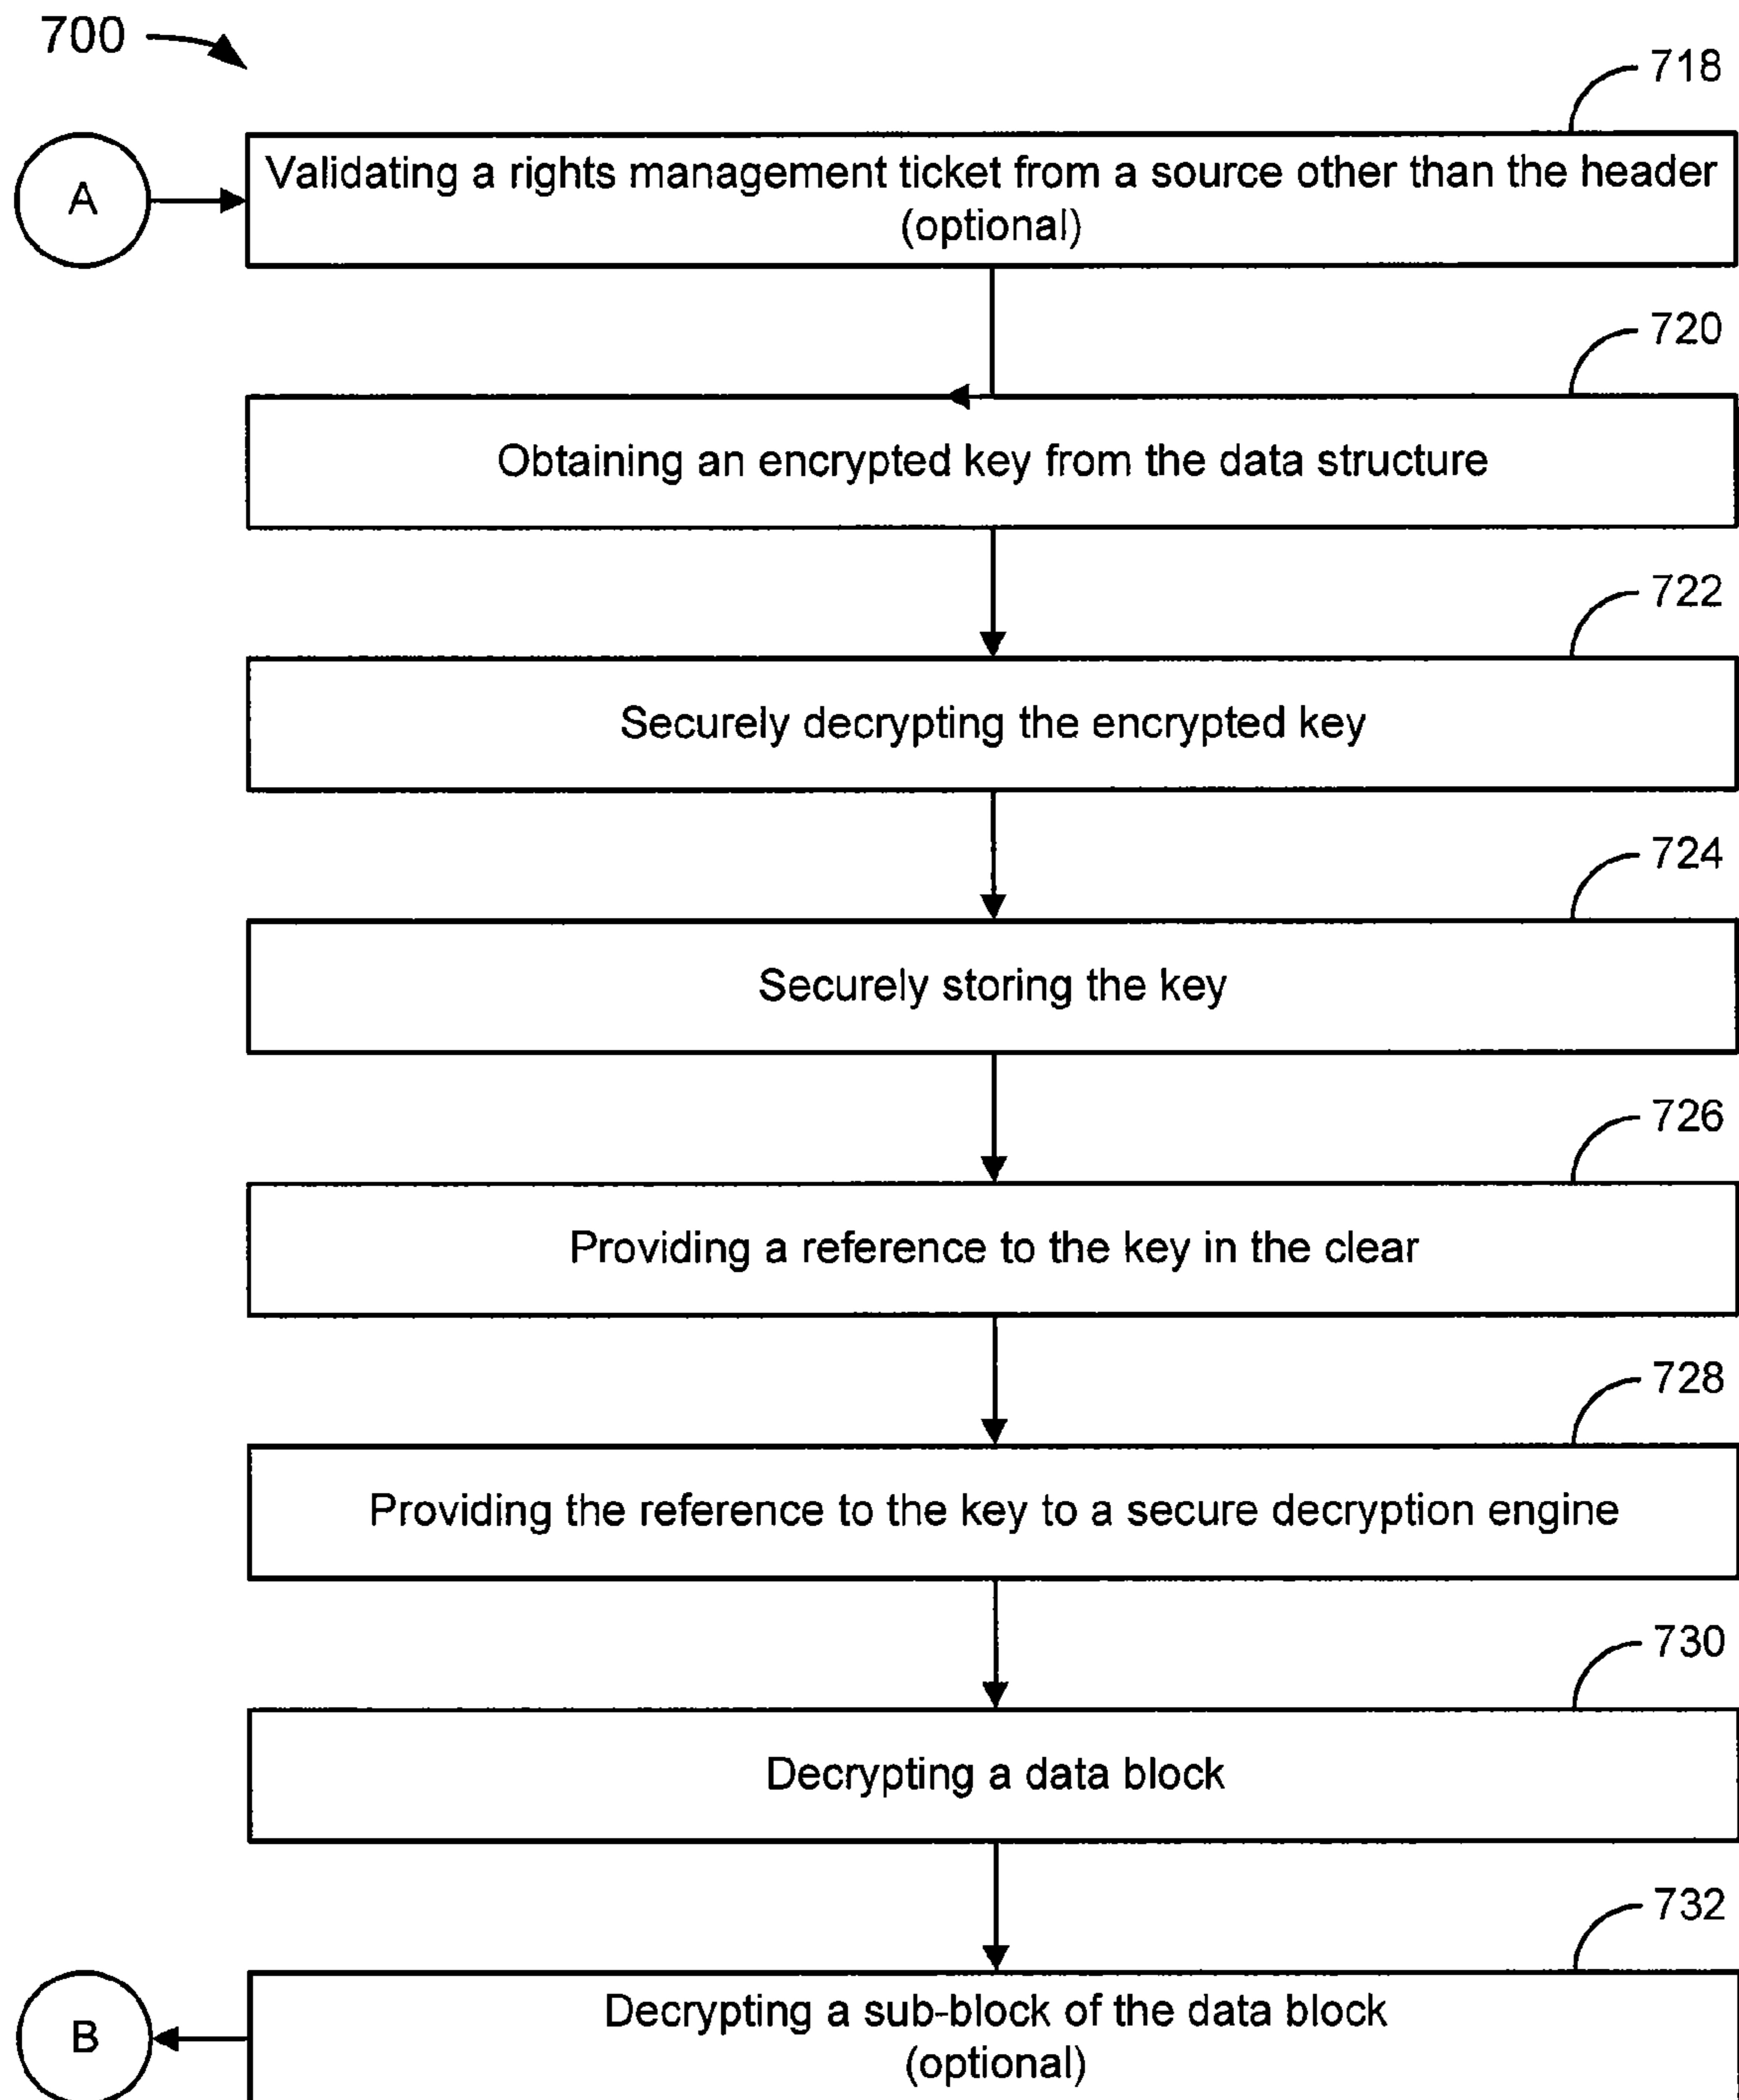 700
718
A
Validating a rights management ticket from a source other than the header
(optional)
720
Obtaining an encrypted key from the data structure
722
Securely decrypting the encrypted key
724
Securely storing the key
726
Providing a reference to the key in the clear
728
Providing the reference to the key to a secure decryption engine
730
Decrypting a data block
732
Decrypting a sub-block of the data block
(optional)
B